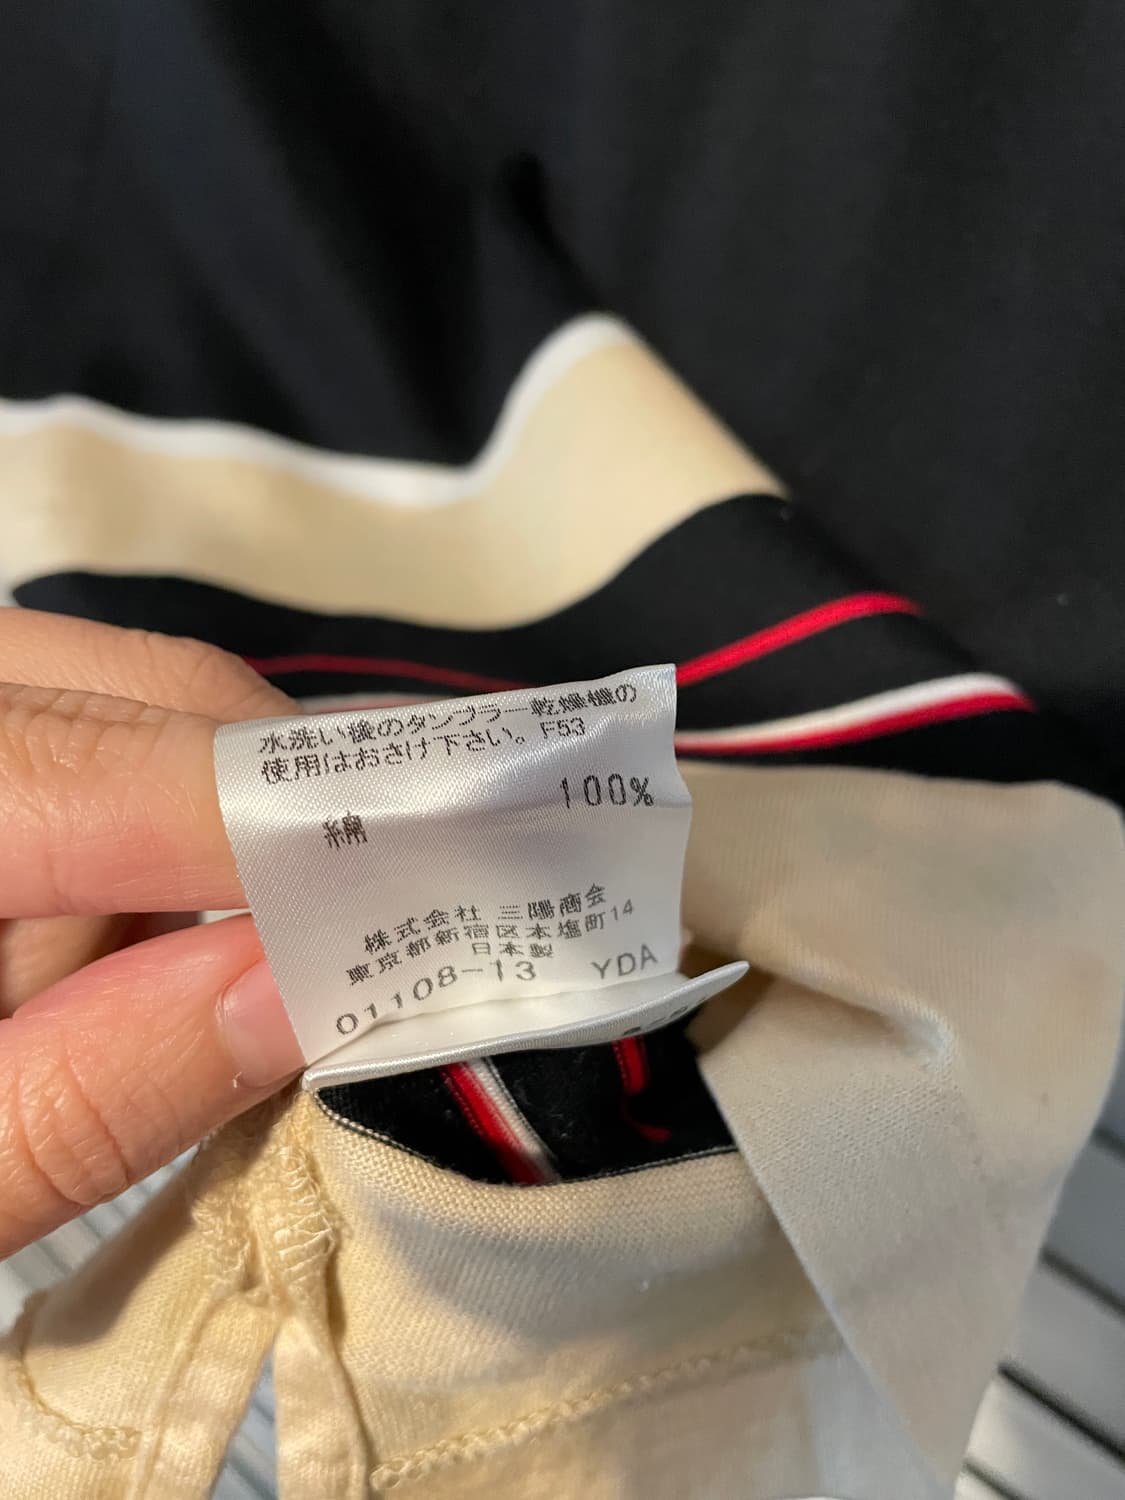 水洗い後のタンブラー乾燥機の
使用はおさけ下さい。F53
綿 100%
株式会社 三陽商会
東京都新宿区本塩町14
日本製
01108-13 YDA